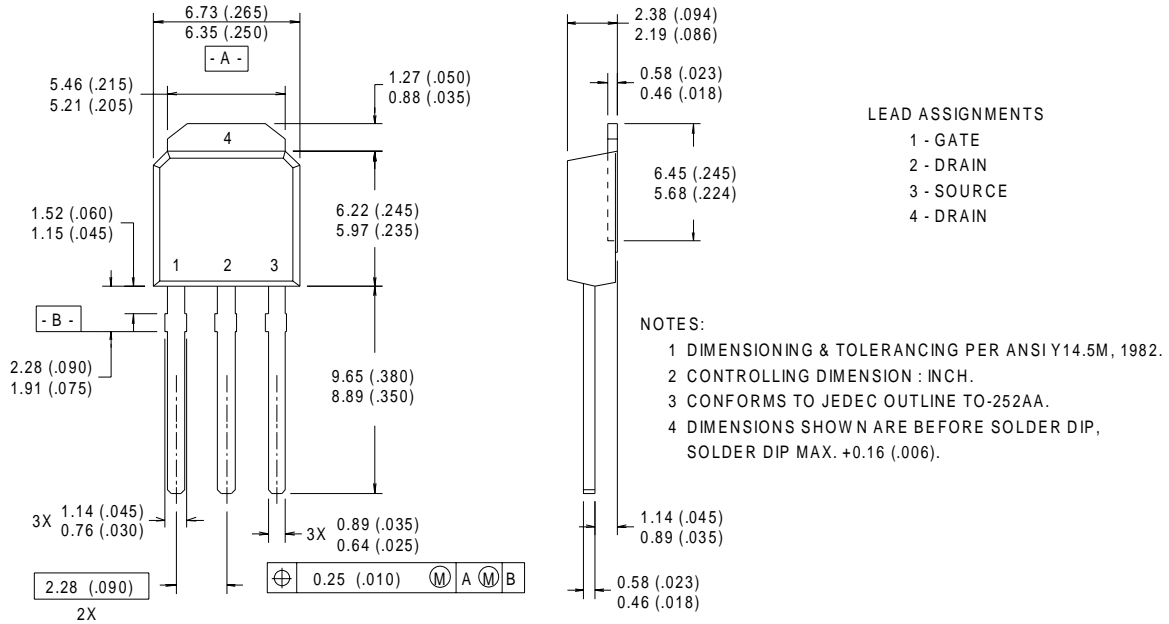 6.73 (.265)
6.35 (.250)
- A -
5.46 (.215)
5.21 (.205)
1.27 (.050)
0.88 (.035)
4
1.52 (.060)
1.15 (.045)
6.22 (.245)
5.97 (.235)
1 2 3
- B -
2.28 (.090)
1.91 (.075)
9.65 (.380)
8.89 (.350)
3X 1.14 (.045)
0.76 (.030)
3X 0.89 (.035)
0.64 (.025)
2.28 (.090)
2X
⌖ 0.25 (.010) Ⓜ A Ⓜ B
2.38 (.094)
2.19 (.086)
0.58 (.023)
0.46 (.018)
6.45 (.245)
5.68 (.224)
1.14 (.045)
0.89 (.035)
0.58 (.023)
0.46 (.018)
LEAD ASSIGNMENTS
1 - GATE
2 - DRAIN
3 - SOURCE
4 - DRAIN
NOTES:
1 DIMENSIONING & TOLERANCING PER ANSI Y14.5M, 1982.
2 CONTROLLING DIMENSION : INCH.
3 CONFORMS TO JEDEC OUTLINE TO-252AA.
4 DIMENSIONS SHOWN ARE BEFORE SOLDER DIP,
SOLDER DIP MAX. +0.16 (.006).